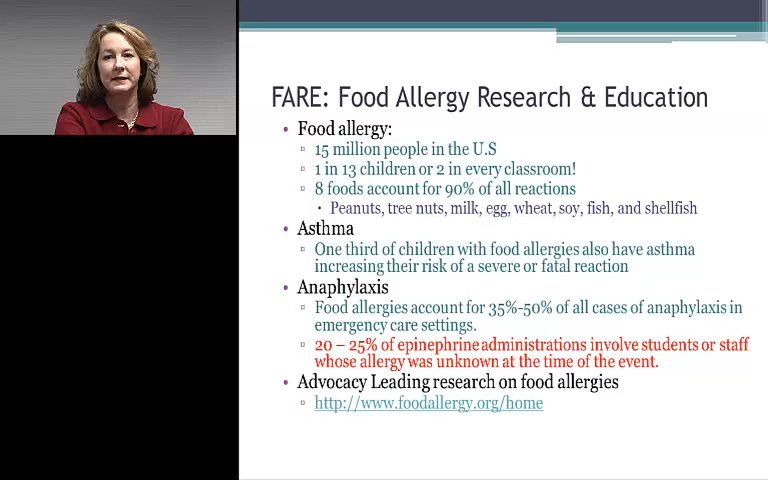 FARE: Food Allergy Research & Education
• Food allergy:
▫ 15 million people in the U.S
▫ 1 in 13 children or 2 in every classroom!
▫ 8 foods account for 90% of all reactions
• Peanuts, tree nuts, milk, egg, wheat, soy, fish, and shellfish
• Asthma
▫ One third of children with food allergies also have asthma
increasing their risk of a severe or fatal reaction
• Anaphylaxis
▫ Food allergies account for 35%-50% of all cases of anaphylaxis in
emergency care settings.
▫ 20 – 25% of epinephrine administrations involve students or staff
whose allergy was unknown at the time of the event.
• Advocacy Leading research on food allergies
▫ http://www.foodallergy.org/home